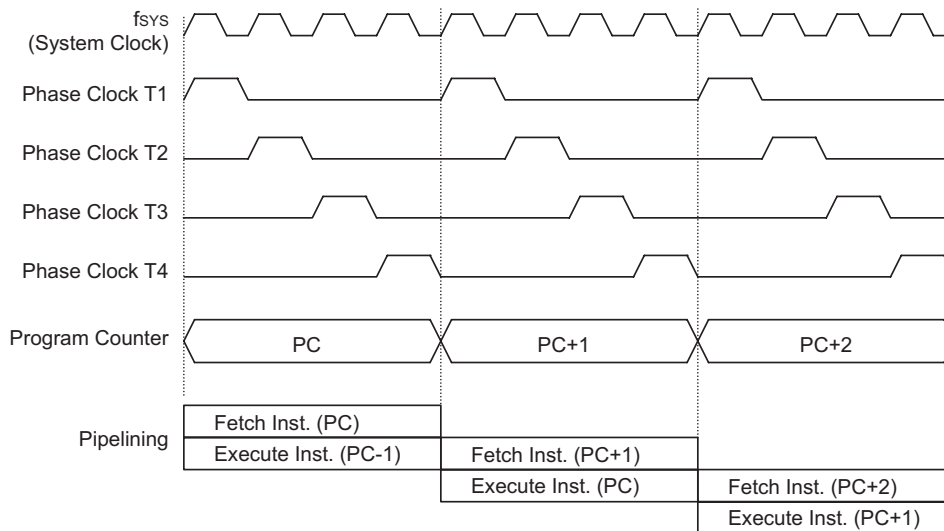 fSYS
(System Clock)
Phase Clock T1
Phase Clock T2
Phase Clock T3
Phase Clock T4
Program Counter
PC
PC+1
PC+2
Pipelining
Fetch Inst. (PC)
Execute Inst. (PC-1)
Fetch Inst. (PC+1)
Execute Inst. (PC)
Fetch Inst. (PC+2)
Execute Inst. (PC+1)